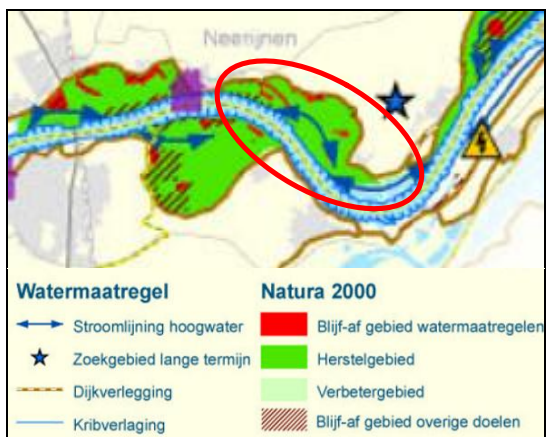 Neerijnen
Watermaatregel
Stroomlijning hoogwater
Zoekgebied lange termijn
Dijkverlegging
Kribverlaging
Natura 2000
Blijf-af gebied watermaatregelen
Herstelgebied
Verbetergebied
Blijf-af gebied overige doelen